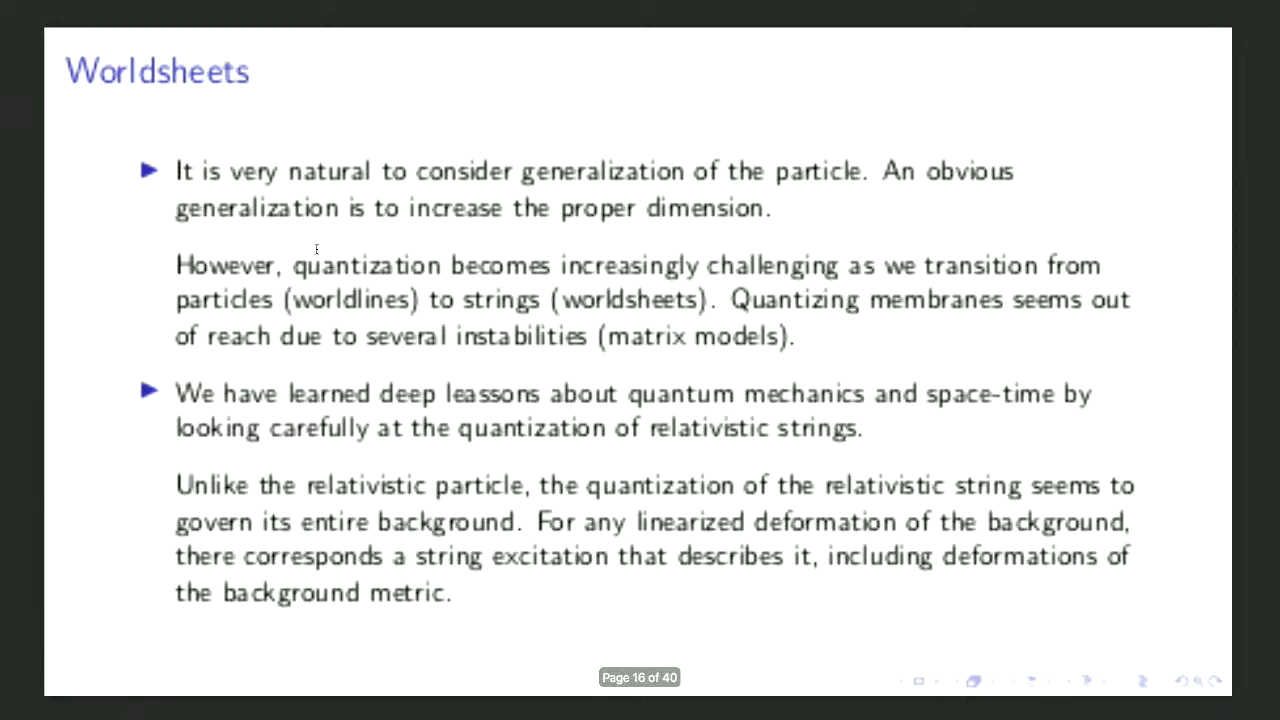 Worldsheets
It is very natural to consider generalization of the particle. An obvious
generalization is to increase the proper dimension.
However, quantization becomes increasingly challenging as we transition from
particles (worldlines) to strings (worldsheets). Quantizing membranes seems out
of reach due to several instabilities (matrix models).
We have learned deep leassons about quantum mechanics and space-time by
looking carefully at the quantization of relativistic strings.
Unlike the relativistic particle, the quantization of the relativistic string seems to
govern its entire background. For any linearized deformation of the background,
there corresponds a string excitation that describes it, including deformations of
the background metric.
Page 16 of 40